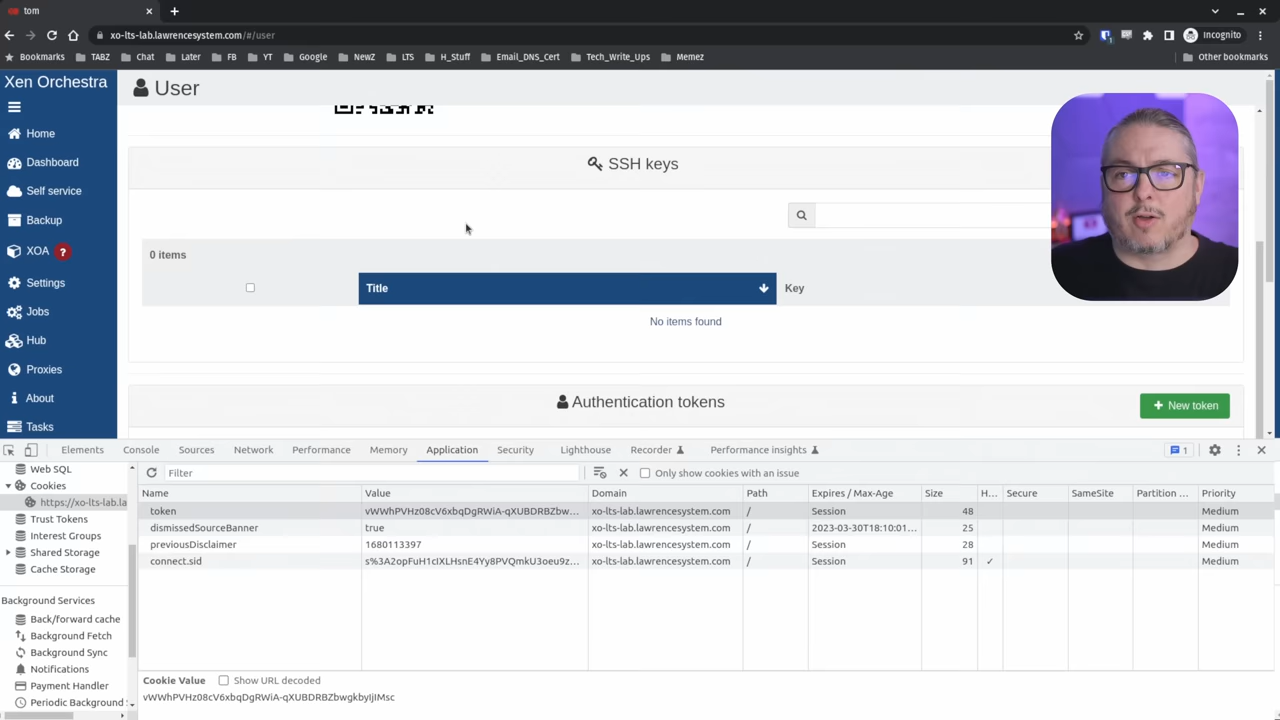 tom
xo-lts-lab.lawrencesystem.com/#/user
Incognito
Bookmarks TABZ Chat Later FB YT Google NewZ LTS H_Stuff Email_DNS_Cert Tech_Write_Ups Memez Other bookmarks
Xen Orchestra
User
Home
Dashboard
Self service
Backup
XOA ?
Settings
Jobs
Hub
Proxies
About
Tasks
SSH keys
0 items
Title Key
No items found
Authentication tokens
New token
Elements Console Sources Network Performance Memory Application Security Lighthouse Recorder Performance insights 1
Web SQL
Cookies
https://xo-lts-lab.la
Trust Tokens
Interest Groups
Shared Storage
Cache Storage
Background Services
Back/forward cache
Background Fetch
Background Sync
Notifications
Payment Handler
Periodic Background
Filter Only show cookies with an issue
Name Value Domain Path Expires / Max-Age Size H... Secure SameSite Partition ... Priority
token vWWhPVHz08cV6xbqDgRWiA-qXUBDRBZbw... xo-lts-lab.lawrencesystem.com / Session 48 Medium
dismissedSourceBanner true xo-lts-lab.lawrencesystem.com / 2023-03-30T18:10:01... 25 Medium
previousDisclaimer 1680113397 xo-lts-lab.lawrencesystem.com / Session 28 Medium
connect.sid s%3A2opFuH1cIXLHsnE4Yy8PVQmkU3oeu9z... xo-lts-lab.lawrencesystem.com / Session 91 ✓ Medium
Cookie Value Show URL decoded
vWWhPVHz08cV6xbqDgRWiA-qXUBDRBZbwgkbyIjIMsc